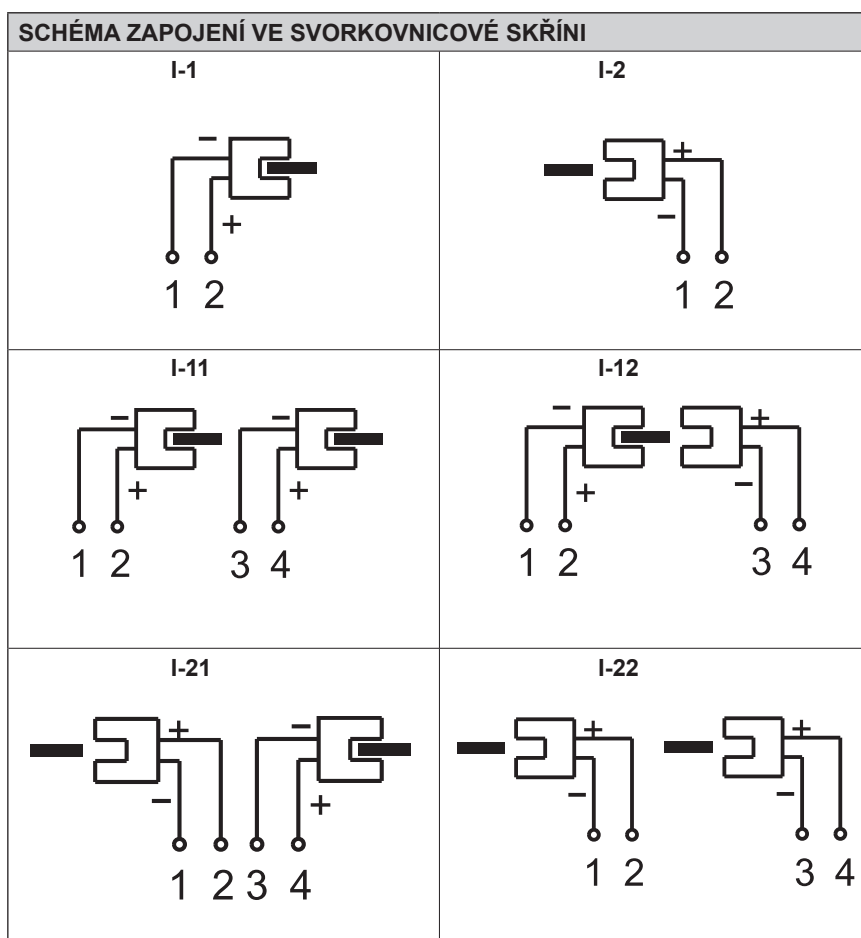 SCHÉMA ZAPOJENÍ VE SVORKOVNICOVÉ SKŘÍNI
I-1
−
+
1 2
I-2
+
−
1 2
I-11
− −
+ +
1 2 3 4
I-12
− +
+ −
1 2 3 4
I-21
+ −
− +
1 2 3 4
I-22
+ +
− −
1 2 3 4